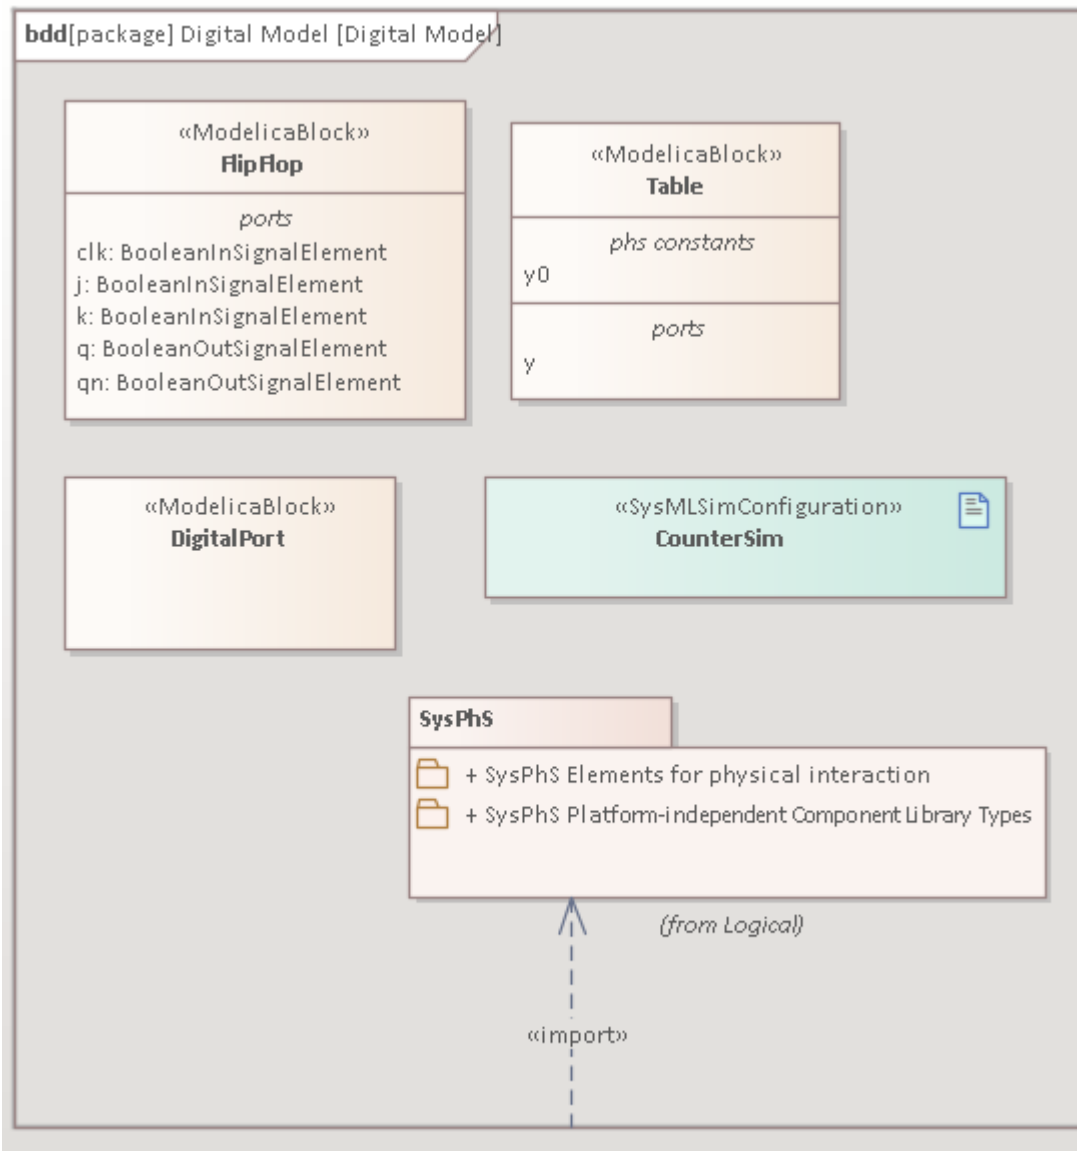 bdd[package] Digital Model [Digital Model]
«ModelicaBlock»
FlipFlop
ports
clk: BooleanInSignalElement
j: BooleanInSignalElement
k: BooleanInSignalElement
q: BooleanOutSignalElement
qn: BooleanOutSignalElement
«ModelicaBlock»
Table
phs constants
y0
ports
y
«ModelicaBlock»
DigitalPort
«SysMLSimConfiguration»
CounterSim
SysPhS
+ SysPhS Elements for physical interaction
+ SysPhS Platform-independent Component Library Types
(from Logical)
«import»